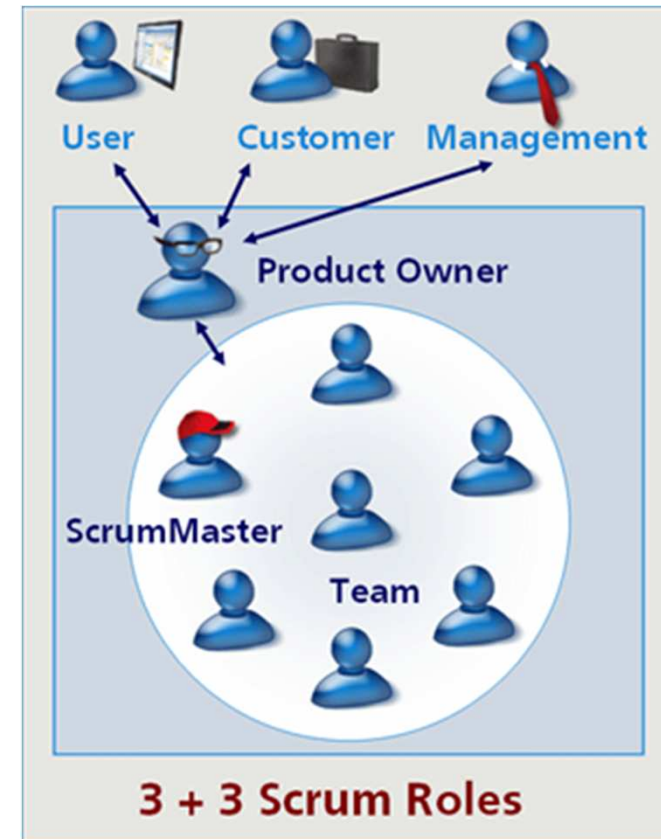 User Customer Management
Product Owner
ScrumMaster
Team
3 + 3 Scrum Roles